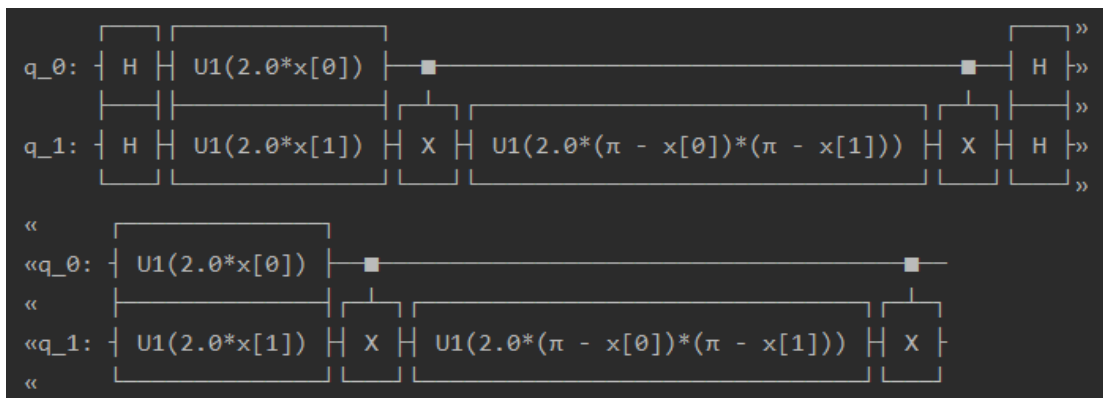 q_0: ┤ H ├┤ U1(2.0*x[0]) ├──■─────────────────────────────────────■──┤ H ├»
q_1: ┤ H ├┤ U1(2.0*x[1]) ├┤ X ├┤ U1(2.0*(π - x[0])*(π - x[1])) ├┤ X ├┤ H ├»
«
«q_0: ┤ U1(2.0*x[0]) ├──■─────────────────────────────────────■──
«
«q_1: ┤ U1(2.0*x[1]) ├┤ X ├┤ U1(2.0*(π - x[0])*(π - x[1])) ├┤ X ├
«